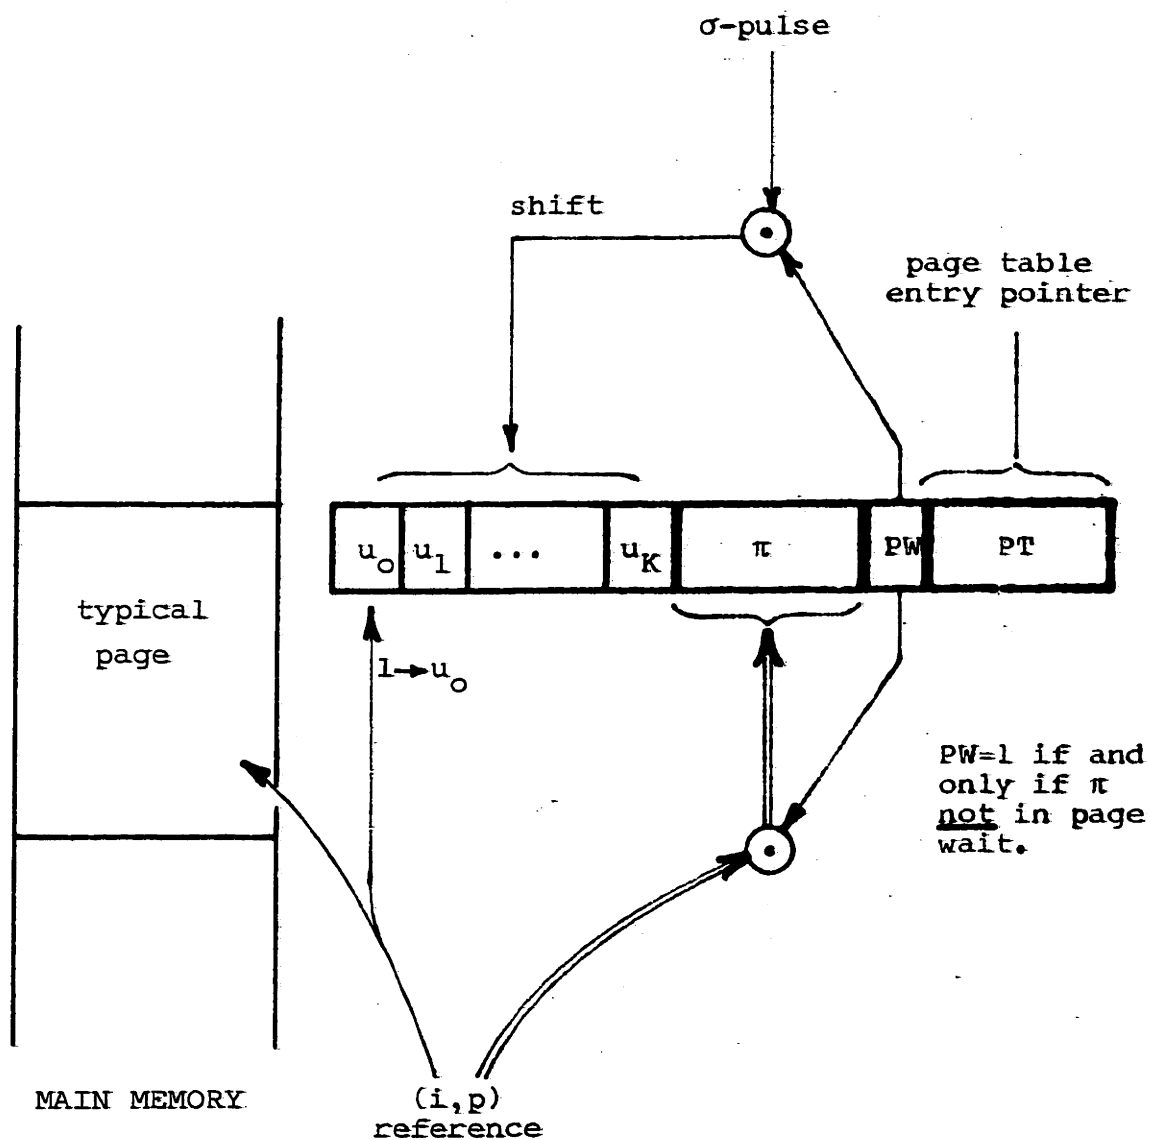 σ-pulse
shift
page table
entry pointer
u₀ u₁ ... u_K π PW PT
typical
page
1→u₀
PW=1 if and
only if π
not in page
wait.
MAIN MEMORY
(i,p)
reference